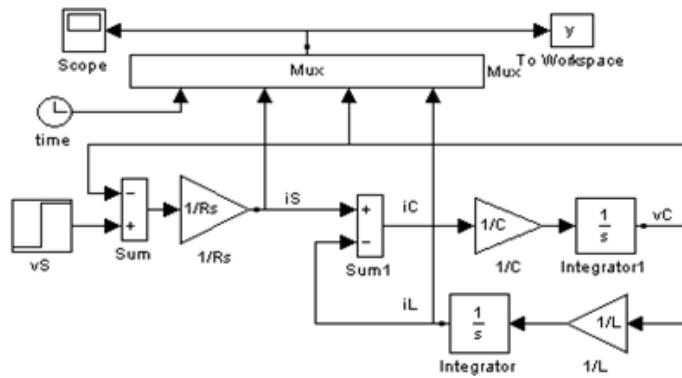 y
Scope
Mux
Mux
To Workspace
time
−
+
1/Rs
iS
+
−
iC
1/C
1
s
vC
vS
Sum
1/Rs
Sum1
1/C
Integrator1
iL
1
s
1/L
Integrator
1/L